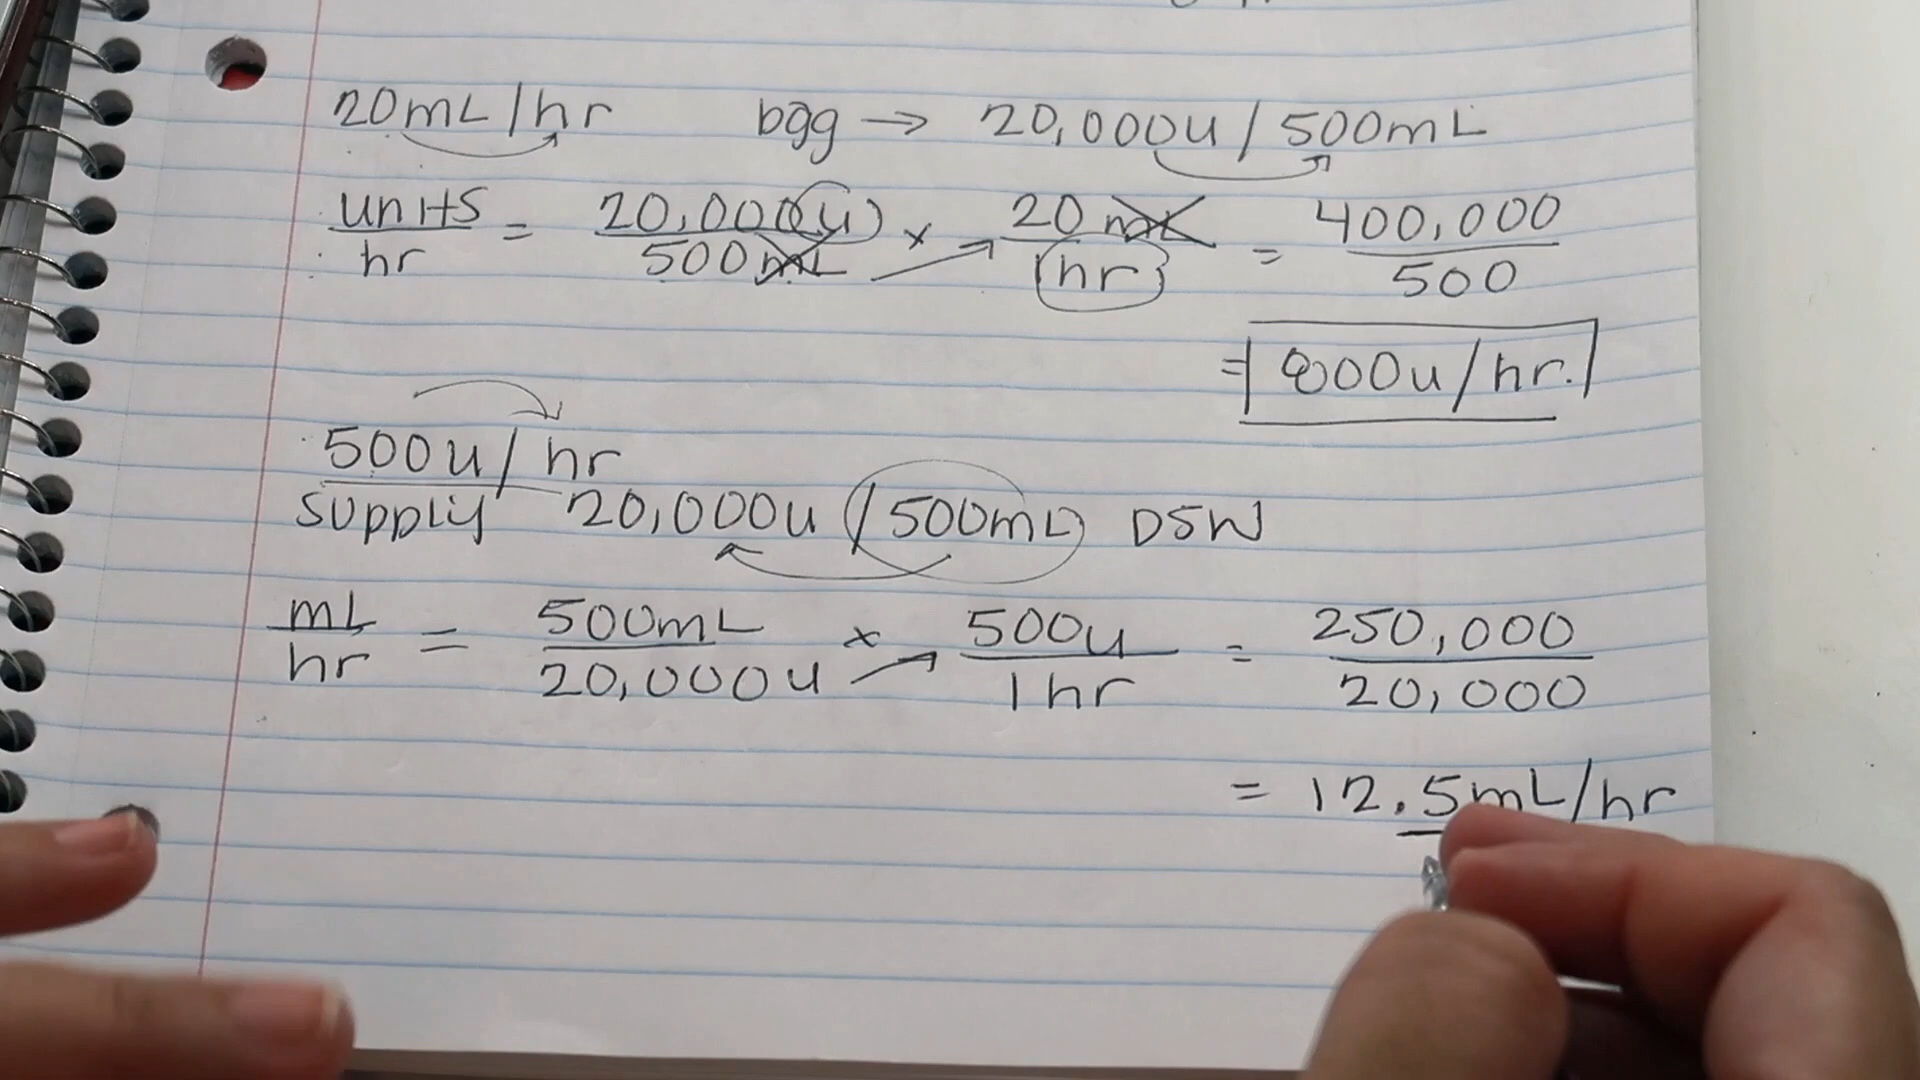 20mL/hr bag → 20,000u/500mL
units/hr = 20,000(u)/500mL × 20mL/(hr) = 400,000/500
= 800u/hr.
500u/hr
supply 20,000u (/500mL) D5W
mL/hr = 500mL/20,000u × 500u/1hr = 250,000/20,000
= 12.5mL/hr